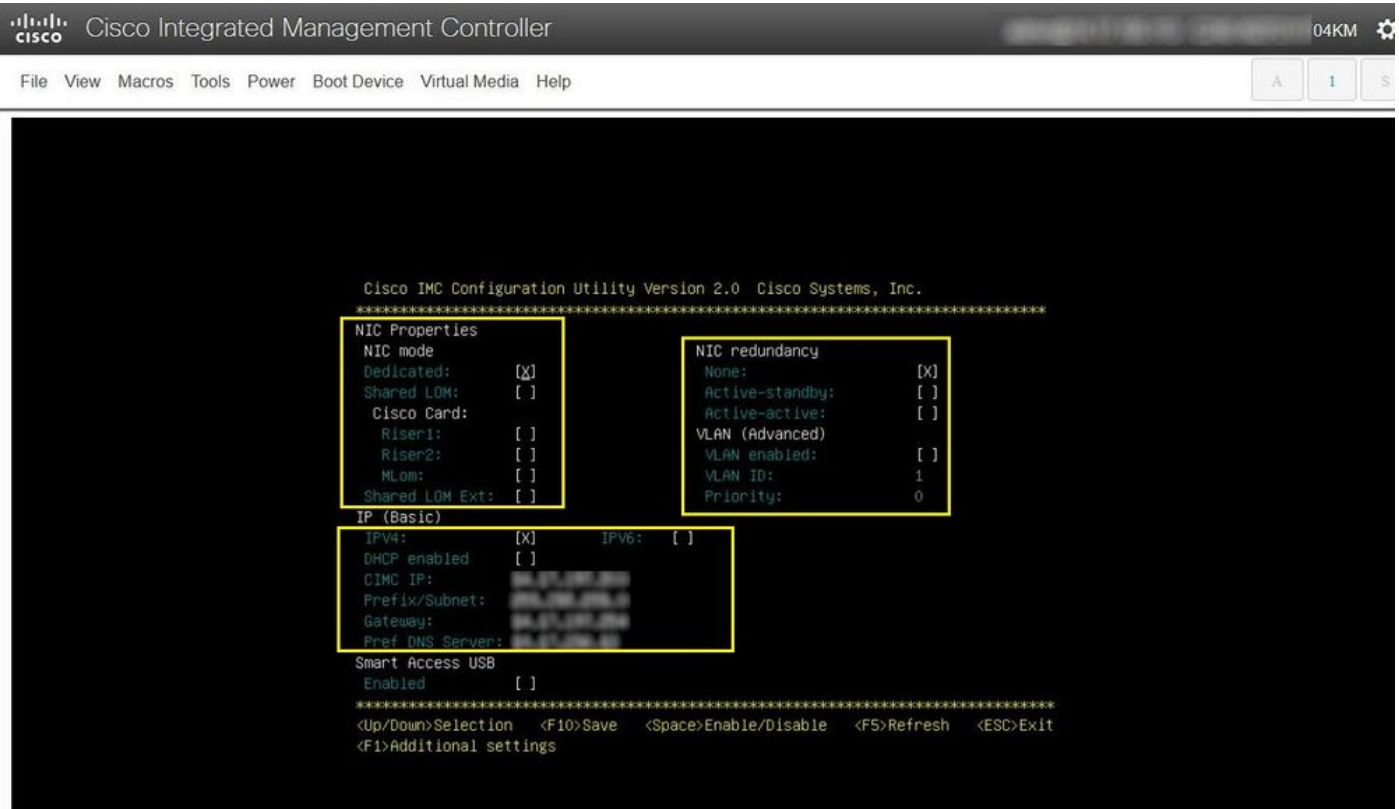 cisco Cisco Integrated Management Controller 04KM
File View Macros Tools Power Boot Device Virtual Media Help A 1 S
Cisco IMC Configuration Utility Version 2.0 Cisco Systems, Inc.
******************************************************************************
NIC Properties
NIC mode NIC redundancy
Dedicated: [X] None: [X]
Shared LOM: [ ] Active-standby: [ ]
Cisco Card: Active-active: [ ]
Riser1: [ ] VLAN (Advanced)
Riser2: [ ] VLAN enabled: [ ]
MLom: [ ] VLAN ID: 1
Shared LOM Ext: [ ] Priority: 0
IP (Basic)
IPV4: [X] IPV6: [ ]
DHCP enabled [ ]
CIMC IP:
Prefix/Subnet:
Gateway:
Pref DNS Server:
Smart Access USB
Enabled [ ]
*******************************************************************************
<Up/Down>Selection <F10>Save <Space>Enable/Disable <F5>Refresh <ESC>Exit
<F1>Additional settings